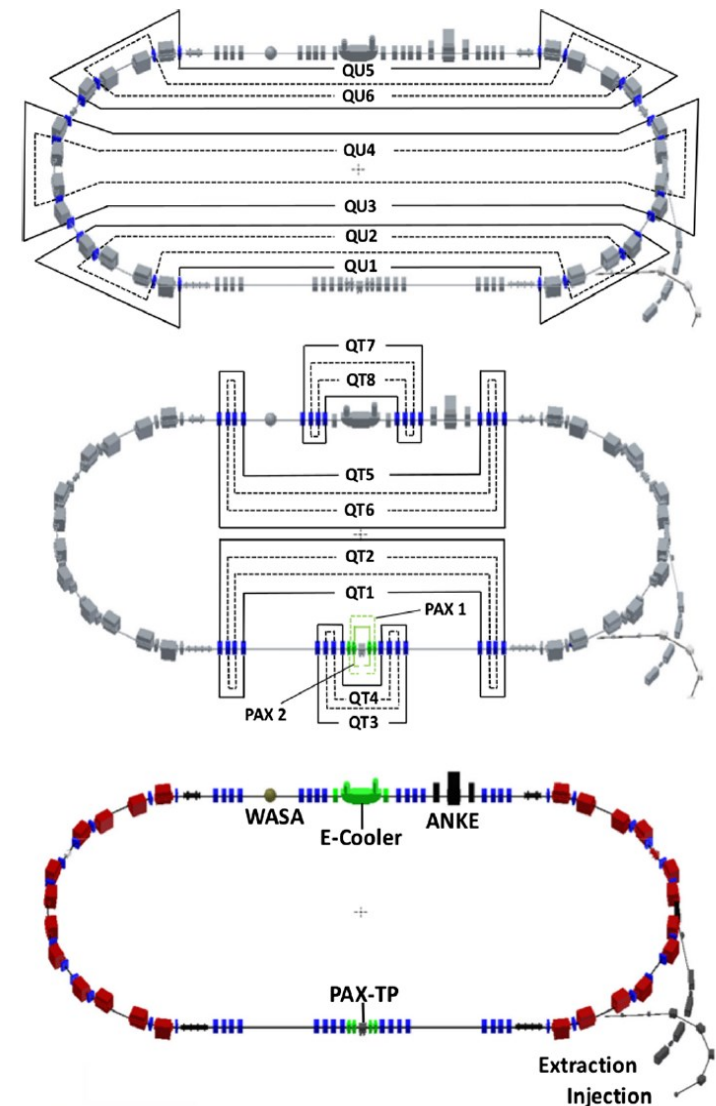 QU5
QU6
QU4
QU3
QU2
QU1
QT7
QT8
QT5
QT6
QT2
QT1
PAX 1
PAX 2
QT4
QT3
WASA
E-Cooler
ANKE
PAX-TP
Extraction
Injection